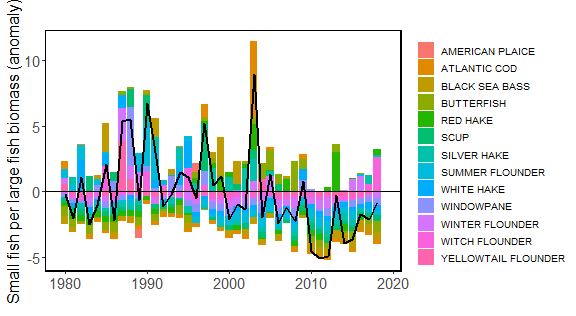 Small fish per large fish biomass (anomaly)
10
5
0
-5
1980
1990
2000
2010
2020
AMERICAN PLAICE
ATLANTIC COD
BLACK SEA BASS
BUTTERFISH
RED HAKE
SCUP
SILVER HAKE
SUMMER FLOUNDER
WHITE HAKE
WINDOWPANE
WINTER FLOUNDER
WITCH FLOUNDER
YELLOWTAIL FLOUNDER